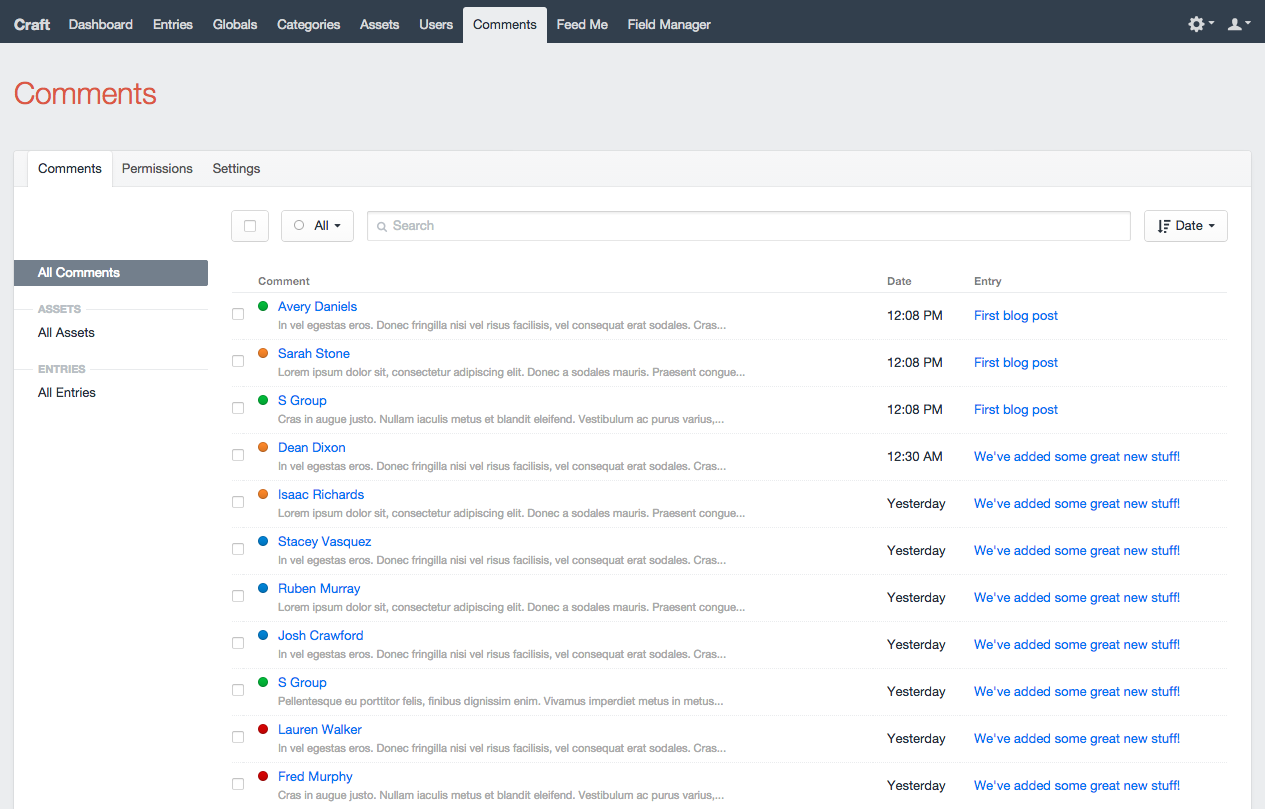 Craft Dashboard Entries Globals Categories Assets Users Comments Feed Me Field Manager
Comments
Comments Permissions Settings
All Search Date
All Comments
ASSETS
All Assets
ENTRIES
All Entries
Comment Date Entry
Avery Daniels
In vel egestas eros. Donec fringilla nisi vel risus facilisis, vel consequat erat sodales. Cras...
12:08 PM First blog post
Sarah Stone
Lorem ipsum dolor sit, consectetur adipiscing elit. Donec a sodales mauris. Praesent congue...
12:08 PM First blog post
S Group
Cras in augue justo. Nullam iaculis metus et blandit eleifend. Vestibulum ac purus varius,...
12:08 PM First blog post
Dean Dixon
In vel egestas eros. Donec fringilla nisi vel risus facilisis, vel consequat erat sodales. Cras...
12:30 AM We've added some great new stuff!
Isaac Richards
Lorem ipsum dolor sit, consectetur adipiscing elit. Donec a sodales mauris. Praesent congue...
Yesterday We've added some great new stuff!
Stacey Vasquez
In vel egestas eros. Donec fringilla nisi vel risus facilisis, vel consequat erat sodales. Cras...
Yesterday We've added some great new stuff!
Ruben Murray
Lorem ipsum dolor sit, consectetur adipiscing elit. Donec a sodales mauris. Praesent congue...
Yesterday We've added some great new stuff!
Josh Crawford
In vel egestas eros. Donec fringilla nisi vel risus facilisis, vel consequat erat sodales. Cras...
Yesterday We've added some great new stuff!
S Group
Pellentesque eu porttitor felis, finibus dignissim enim. Vivamus imperdiet metus in metus...
Yesterday We've added some great new stuff!
Lauren Walker
In vel egestas eros. Donec fringilla nisi vel risus facilisis, vel consequat erat sodales. Cras...
Yesterday We've added some great new stuff!
Fred Murphy
Cras in augue justo. Nullam iaculis metus et blandit eleifend. Vestibulum ac purus varius,...
Yesterday We've added some great new stuff!